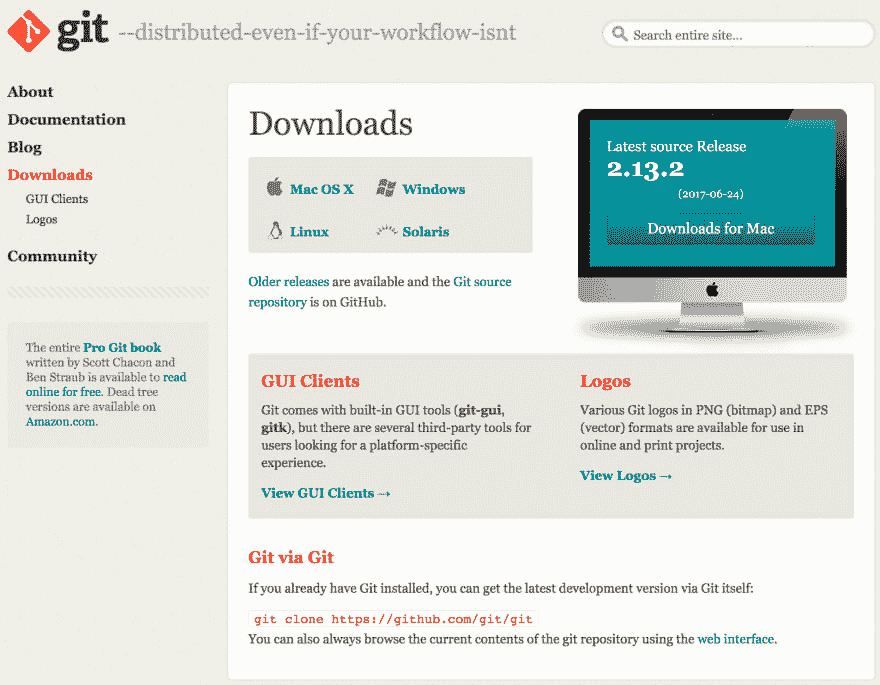 git --distributed-even-if-your-workflow-isnt
Search entire site...
About
Documentation
Blog
Downloads
GUI Clients
Logos
Community
The entire Pro Git book
written by Scott Chacon and
Ben Straub is available to read
online for free. Dead tree
versions are available on
Amazon.com.
Downloads
Mac OS X
Windows
Linux
Solaris
Older releases are available and the Git source
repository is on GitHub.
Latest source Release
2.13.2
(2017-06-24)
Downloads for Mac
GUI Clients
Git comes with built-in GUI tools (git-gui,
gitk), but there are several third-party tools for
users looking for a platform-specific
experience.
View GUI Clients →
Logos
Various Git logos in PNG (bitmap) and EPS
(vector) formats are available for use in
online and print projects.
View Logos →
Git via Git
If you already have Git installed, you can get the latest development version via Git itself:
git clone https://github.com/git/git
You can also always browse the current contents of the git repository using the web interface.